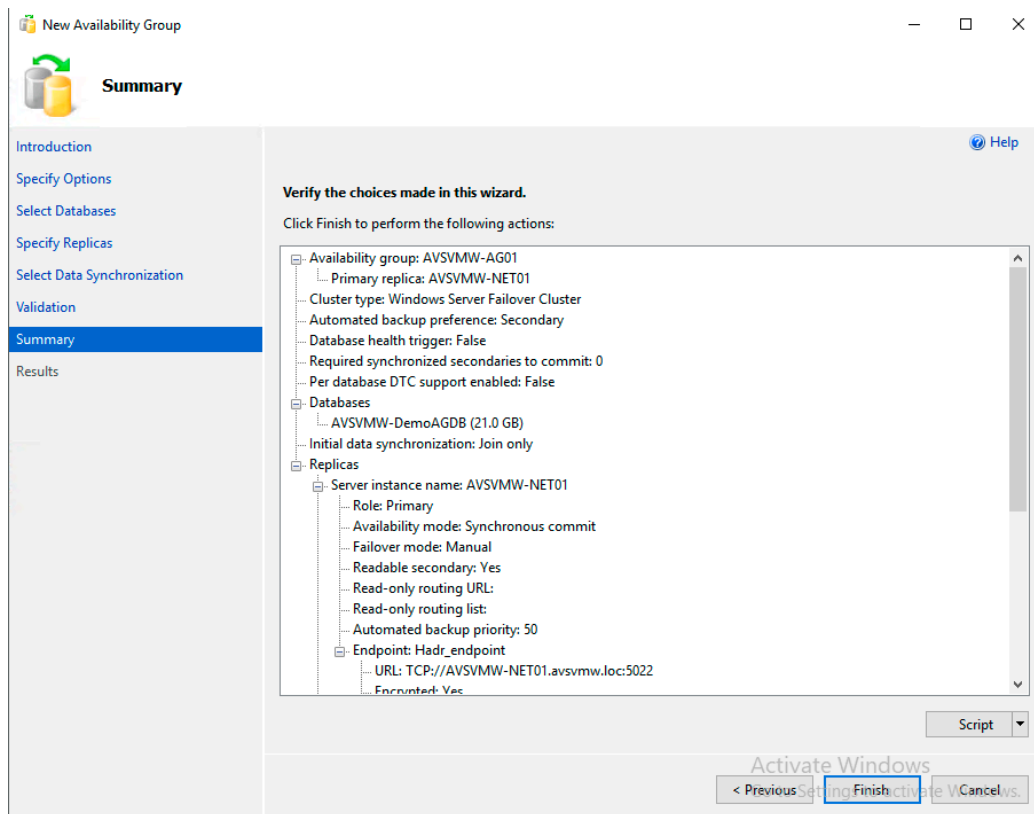 New Availability Group
Summary
Introduction
Specify Options
Select Databases
Specify Replicas
Select Data Synchronization
Validation
Summary
Results
Help
Verify the choices made in this wizard.
Click Finish to perform the following actions:
Availability group: AVSVMW-AG01
Primary replica: AVSVMW-NET01
Cluster type: Windows Server Failover Cluster
Automated backup preference: Secondary
Database health trigger: False
Required synchronized secondaries to commit: 0
Per database DTC support enabled: False
Databases
AVSVMW-DemoAGDB (21.0 GB)
Initial data synchronization: Join only
Replicas
Server instance name: AVSVMW-NET01
Role: Primary
Availability mode: Synchronous commit
Failover mode: Manual
Readable secondary: Yes
Read-only routing URL:
Read-only routing list:
Automated backup priority: 50
Endpoint: Hadr_endpoint
URL: TCP://AVSVMW-NET01.avsvmw.loc:5022
Encrypted: Yes
Script
Activate Windows
< Previous Finish Cancel